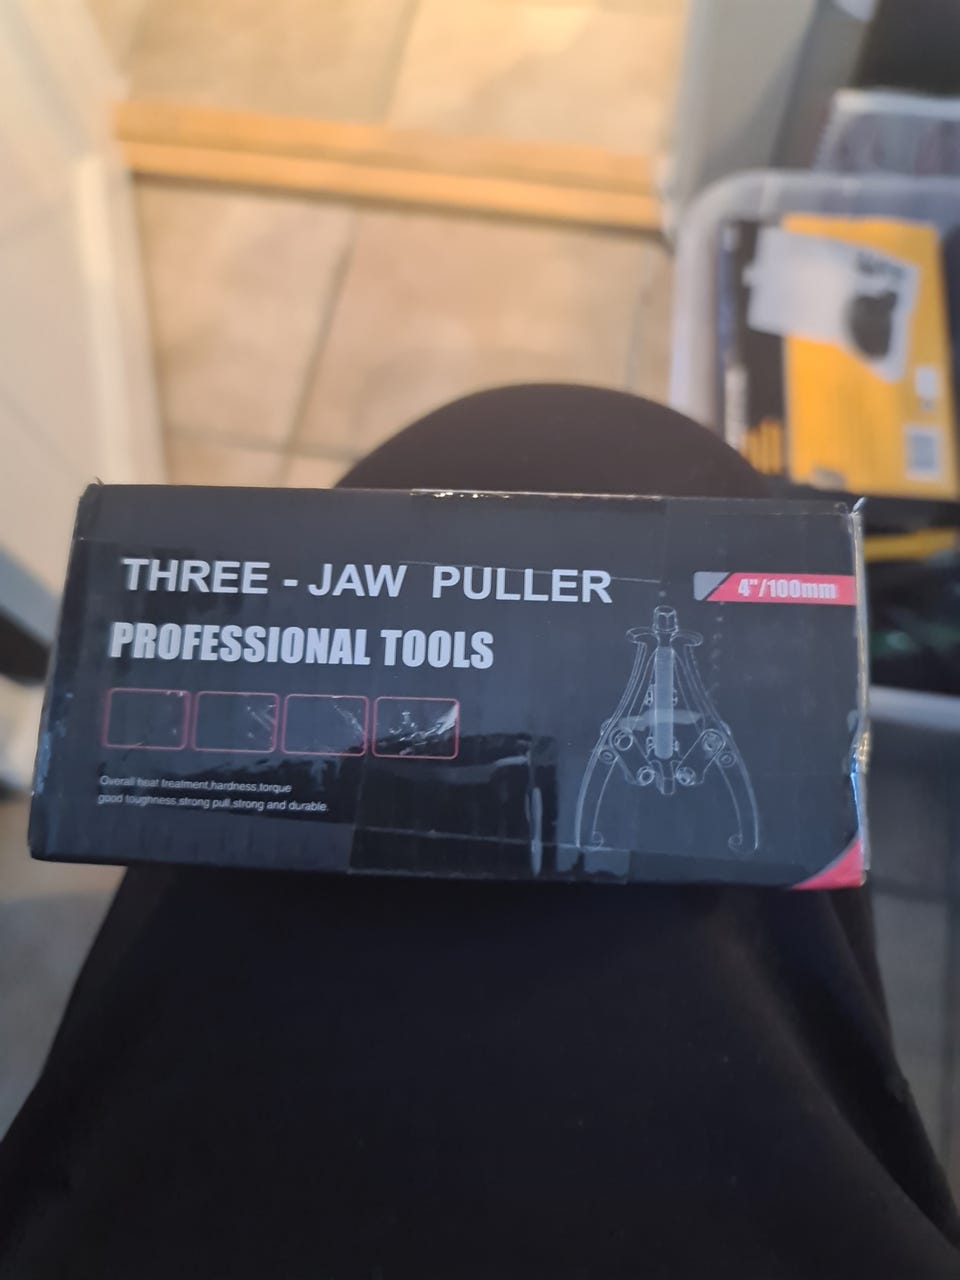 THREE - JAW PULLER
4"/100mm
PROFESSIONAL TOOLS
Overall heat treatment,hardness,torque
good toughness,strong pull,strong and durable.